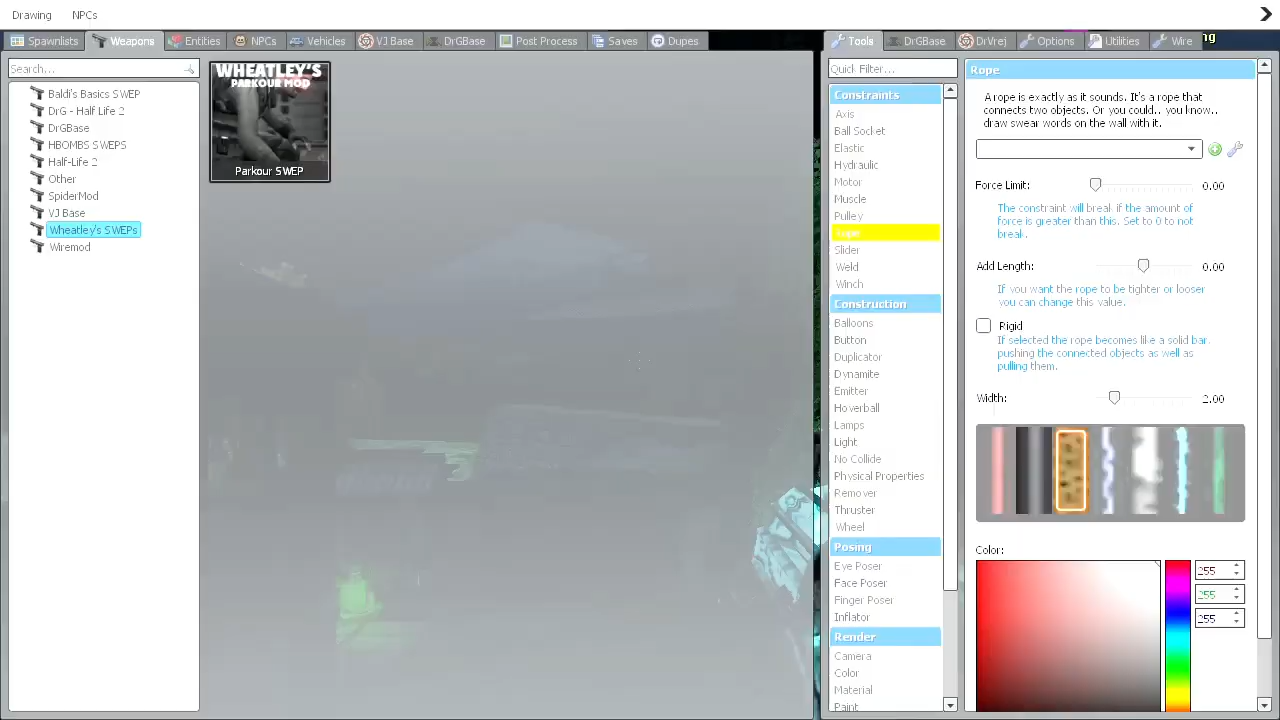 Drawing NPCs
Spawnlists Weapons Entities NPCs Vehicles VJ Base DrGBase Post Process Saves Dupes
Tools DrGBase DrVrej Options Utilities Wire
ng
Search...
Baldi's Basics SWEP
DrG - Half Life 2
DrGBase
HBOMBS SWEPS
Half-Life 2
Other
SpiderMod
VJ Base
Wheatley's SWEPs
Wiremod
WHEATLEY'S
PARKOUR MOD
Parkour SWEP
Quick Filter...
Constraints
Axis
Ball Socket
Elastic
Hydraulic
Motor
Muscle
Pulley
Rope
Slider
Weld
Winch
Construction
Balloons
Button
Duplicator
Dynamite
Emitter
Hoverball
Lamps
Light
No Collide
Physical Properties
Remover
Thruster
Wheel
Posing
Eye Poser
Face Poser
Finger Poser
Inflator
Render
Camera
Color
Material
Paint
Rope
A rope is exactly as it sounds. It's a rope that
connects two objects. Or you could.. you know..
draw swear words on the wall with it.
Force Limit: 0.00
The constraint will break if the amount of
force is greater than this. Set to 0 to not
break.
Add Length: 0.00
If you want the rope to be tighter or looser
you can change this value.
Rigid
If selected the rope becomes like a solid bar,
pushing the connected objects as well as
pulling them.
Width: 2.00
Color:
255
255
255